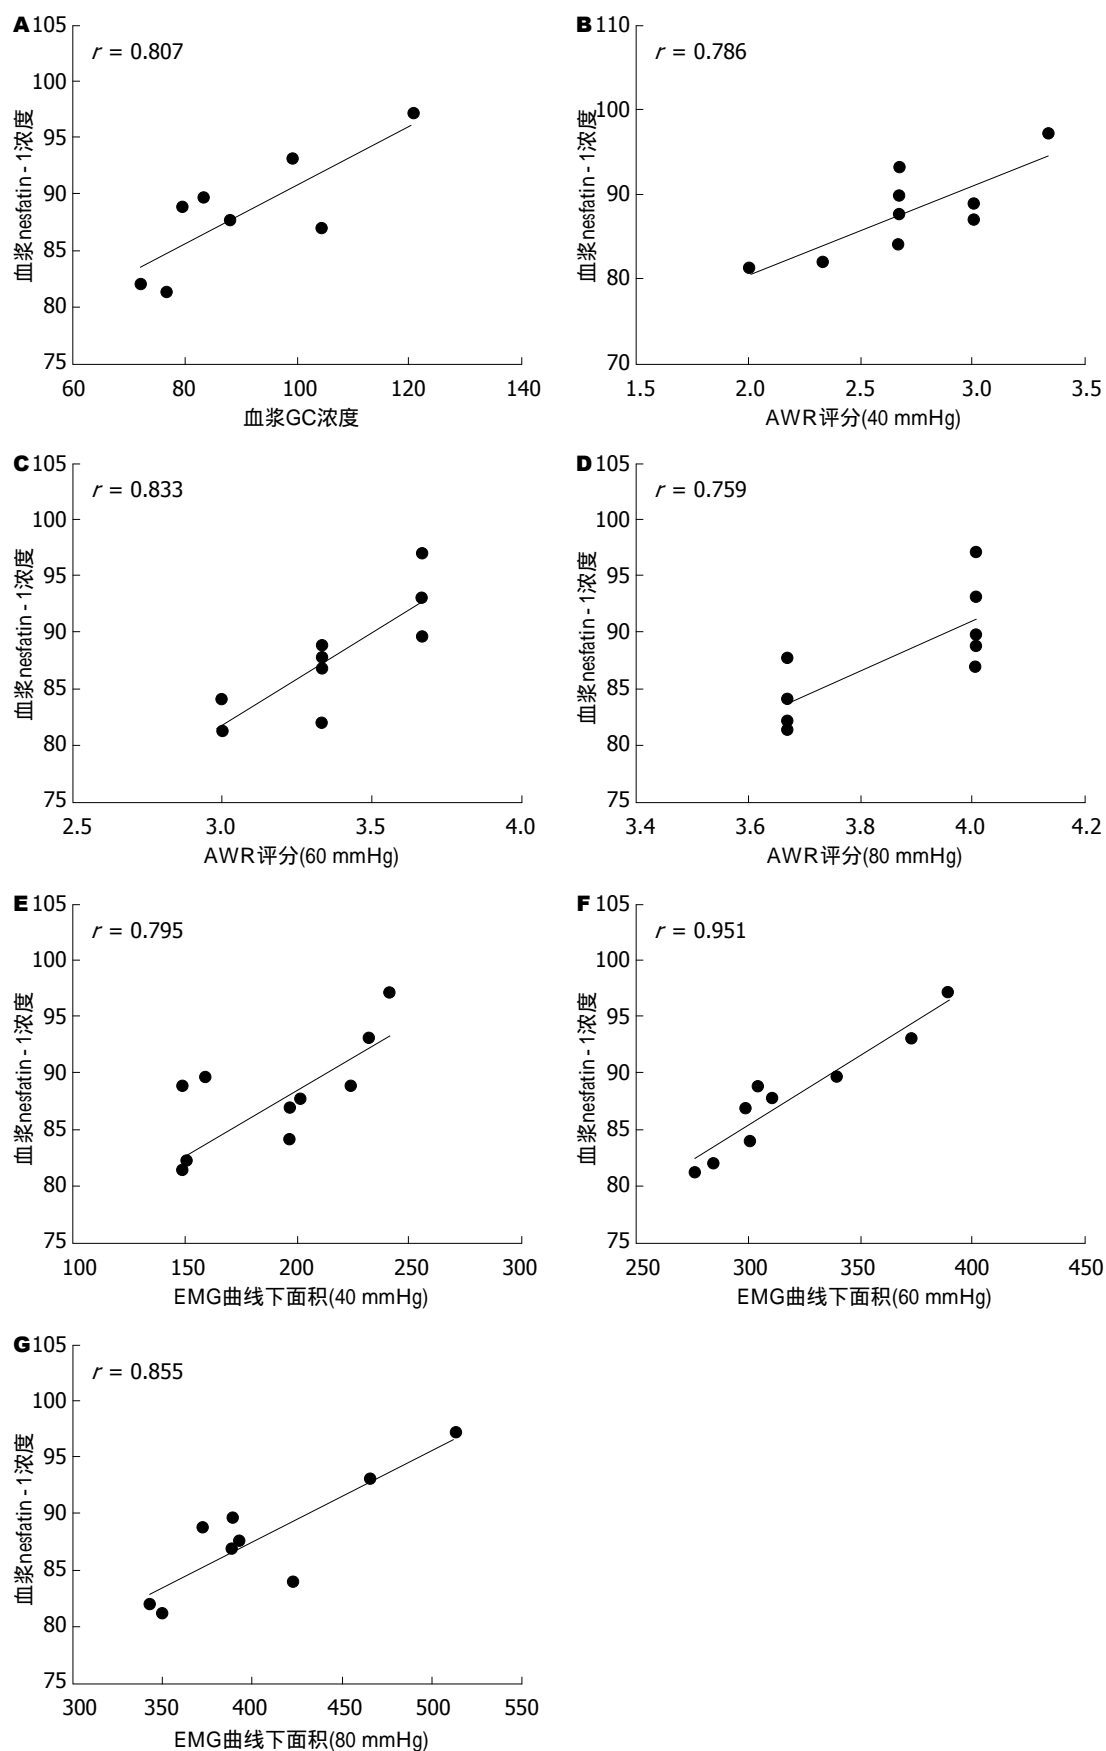 A
r = 0.807
血浆nesfatin - 1浓度
105
100
95
90
85
80
75
60 80 100 120 140
血浆GC浓度
B
r = 0.786
血浆nesfatin - 1浓度
110
100
90
80
70
1.5 2.0 2.5 3.0 3.5
AWR评分(40 mmHg)
C
r = 0.833
血浆nesfatin - 1浓度
105
100
95
90
85
80
75
2.5 3.0 3.5 4.0
AWR评分(60 mmHg)
D
r = 0.759
血浆nesfatin - 1浓度
105
100
95
90
85
80
75
3.4 3.6 3.8 4.0 4.2
AWR评分(80 mmHg)
E
r = 0.795
血浆nesfatin - 1浓度
105
100
95
90
85
80
75
100 150 200 250 300
EMG曲线下面积(40 mmHg)
F
r = 0.951
血浆nesfatin - 1浓度
105
100
95
90
85
80
75
250 300 350 400 450
EMG曲线下面积(60 mmHg)
G
r = 0.855
血浆nesfatin - 1浓度
105
100
95
90
85
80
75
300 350 400 450 500 550
EMG曲线下面积(80 mmHg)